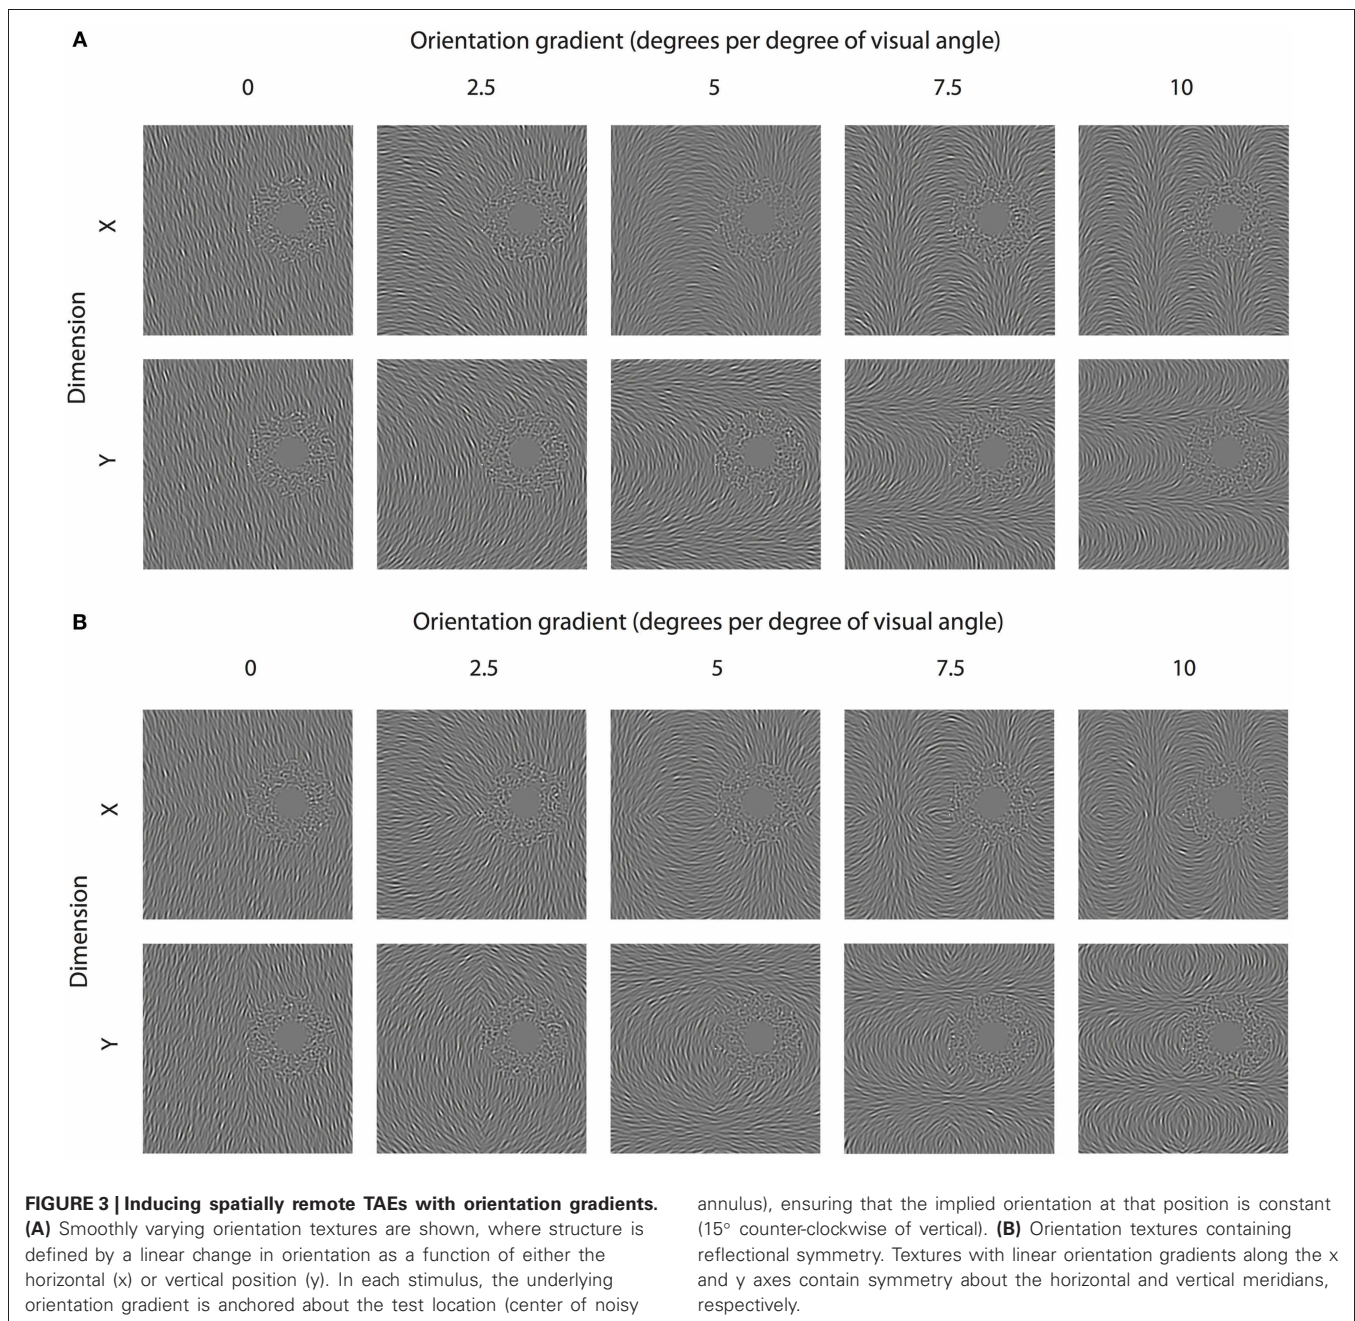 A
Orientation gradient (degrees per degree of visual angle)
0 2.5 5 7.5 10
X
Dimension
Y
B
Orientation gradient (degrees per degree of visual angle)
0 2.5 5 7.5 10
X
Dimension
Y
FIGURE 3 | Inducing spatially remote TAEs with orientation gradients.
(A) Smoothly varying orientation textures are shown, where structure is
defined by a linear change in orientation as a function of either the
horizontal (x) or vertical position (y). In each stimulus, the underlying
orientation gradient is anchored about the test location (center of noisy
annulus), ensuring that the implied orientation at that position is constant
(15° counter-clockwise of vertical). (B) Orientation textures containing
reflectional symmetry. Textures with linear orientation gradients along the x
and y axes contain symmetry about the horizontal and vertical meridians,
respectively.